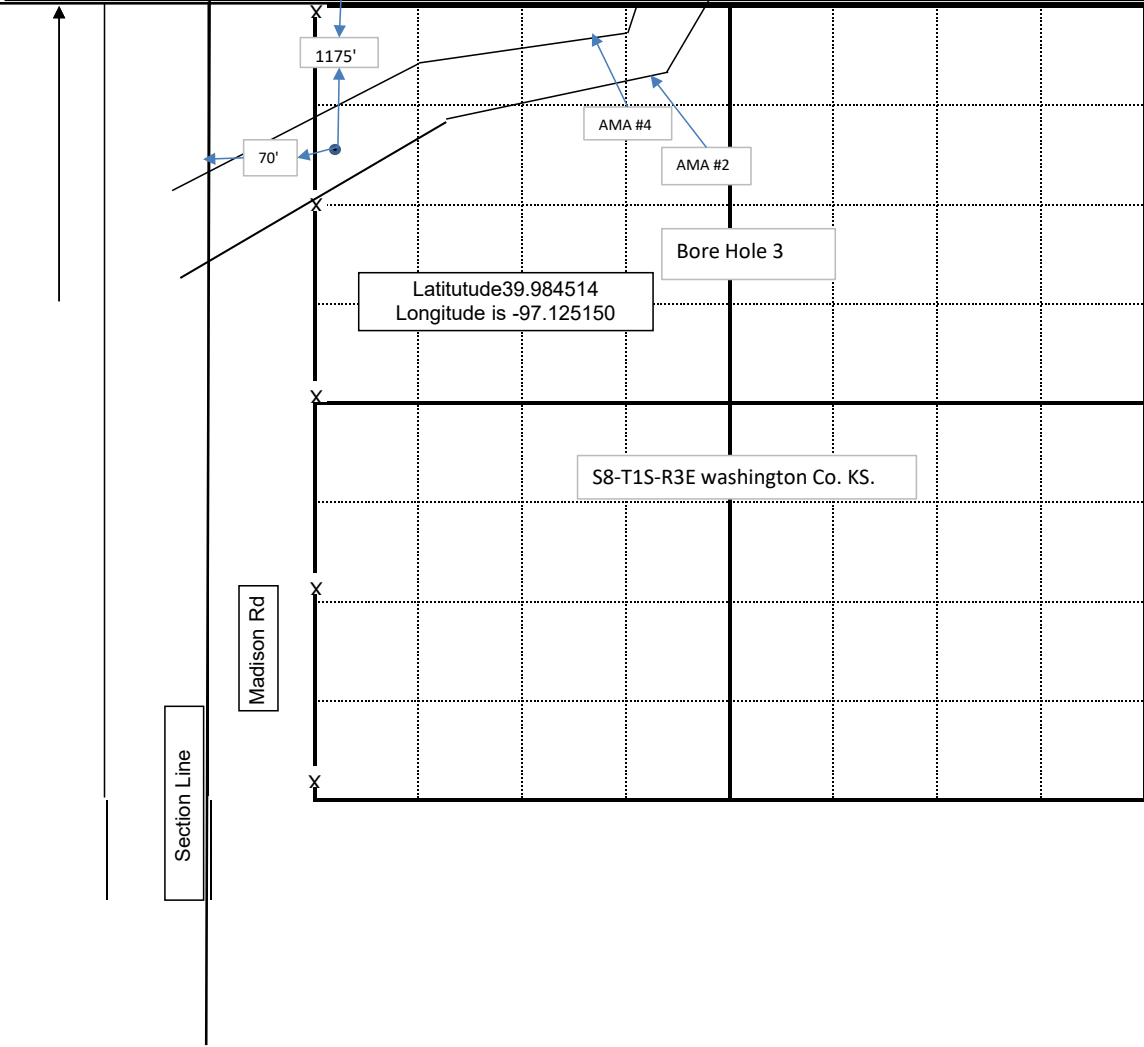 X
1175'
AMA #4
70'
AMA #2
X
Bore Hole 3
Latitutude39.984514
Longitude is -97.125150
X
S8-T1S-R3E washington Co. KS.
X
Madison Rd
X
Section Line